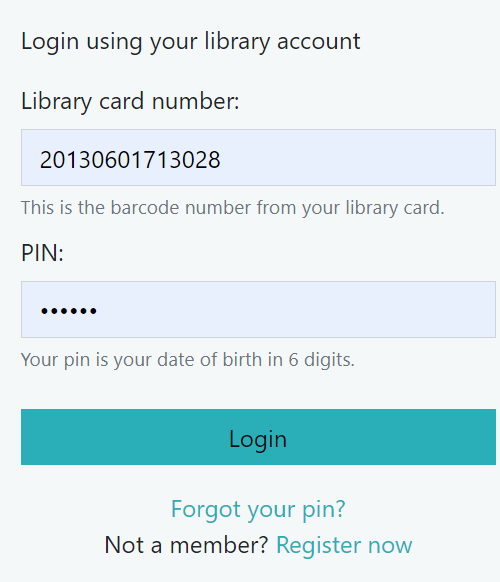 Login using your library account
Library card number:
20130601713028
This is the barcode number from your library card.
PIN:
••••••
Your pin is your date of birth in 6 digits.
Login
Forgot your pin?
Not a member? Register now